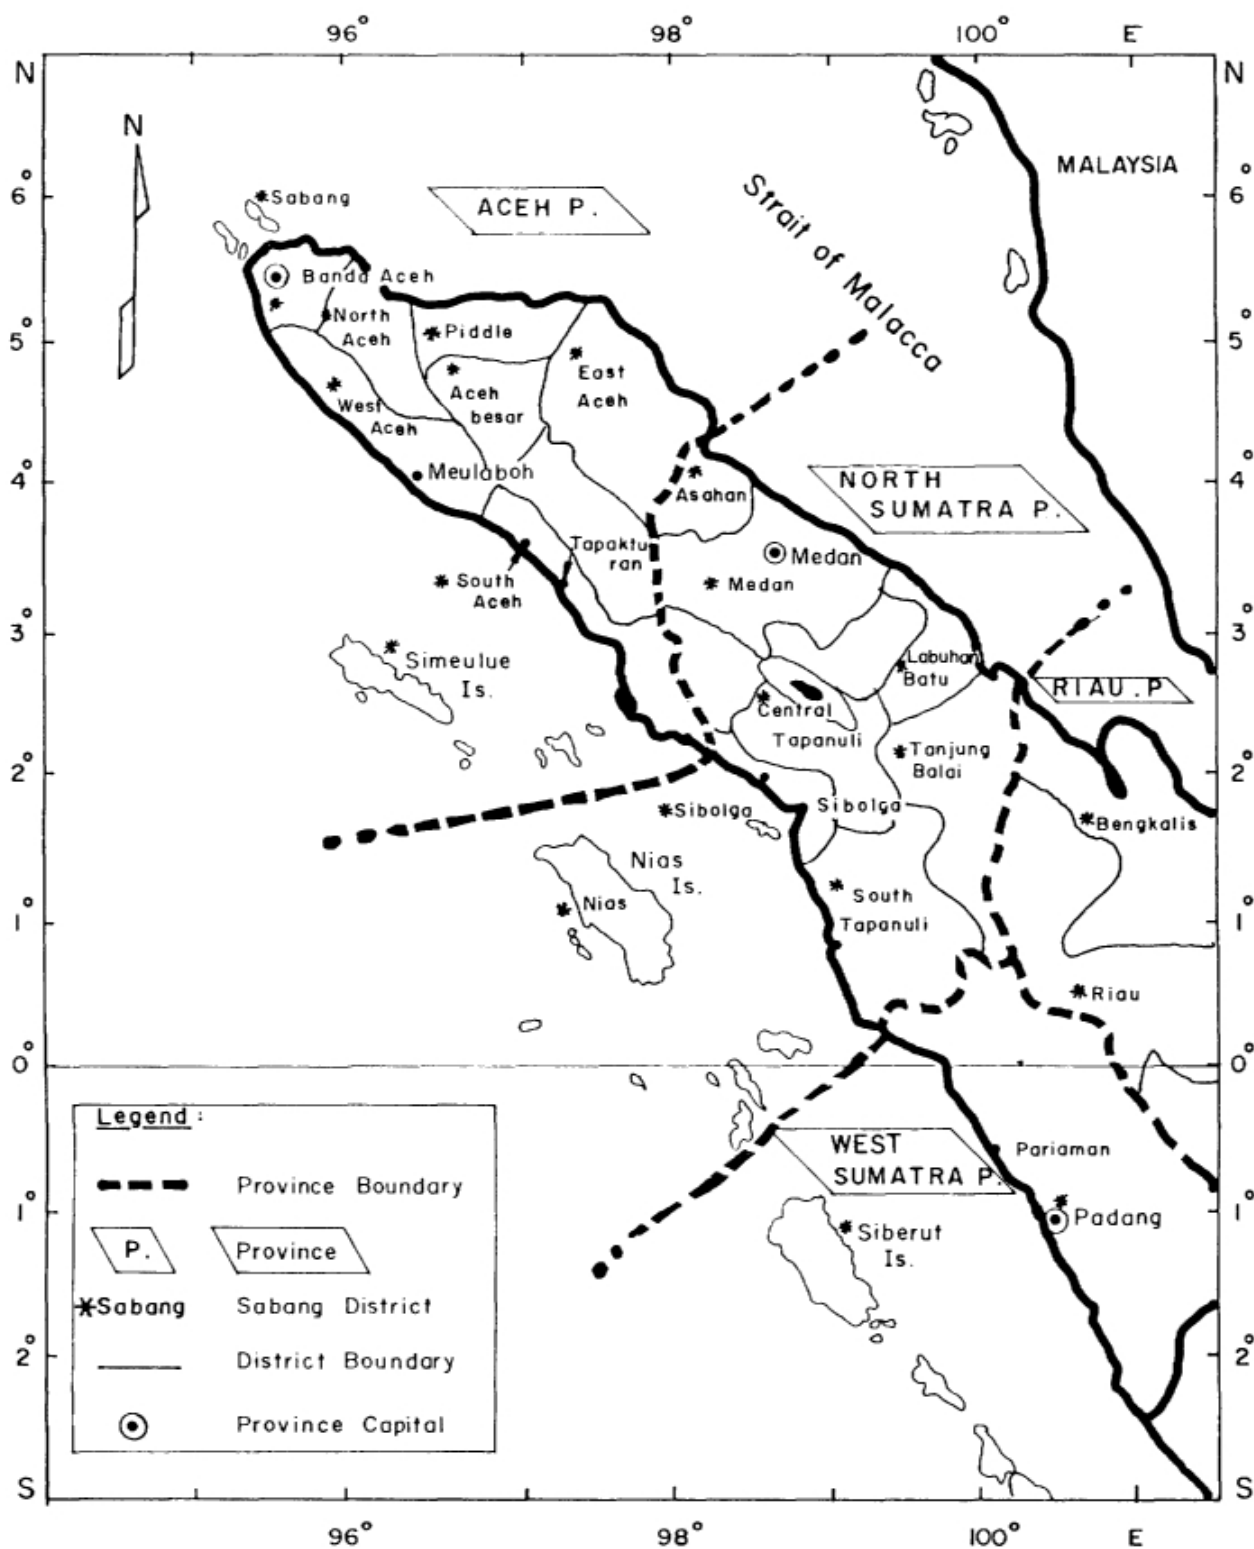 96° 98° 100° E
N N
N
MALAYSIA
6° 6°
*Sabang
ACEH P.
Strait of Malacca
Banda Aceh
*North
Aceh
*Piddle
5° 5°
*
East
Aceh
*
Aceh
besar
*
West
Aceh
Meulaboh
4° 4°
*
Asahan
NORTH
SUMATRA P.
Tapaktu
ran
Medan
* Medan
* South
Aceh
3° 3°
*
Simeulue
Is.
*Labuhan
Batu
RIAU.P
*
Central
Tapanuli
*Tanjung
Balai
2° 2°
*Sibolga
Sibolga
*Bengkalis
Nias
Is.
*
South
Tapanuli
* Nias
1° 1°
*Riau
0° 0°
Legend :
WEST
SUMATRA P.
Pariaman
Province Boundary
*
Padang
1° 1°
P. Province
*
Siberut
Is.
*Sabang Sabang District
District Boundary
2° 2°
Province Capital
S S
96° 98° 100° E